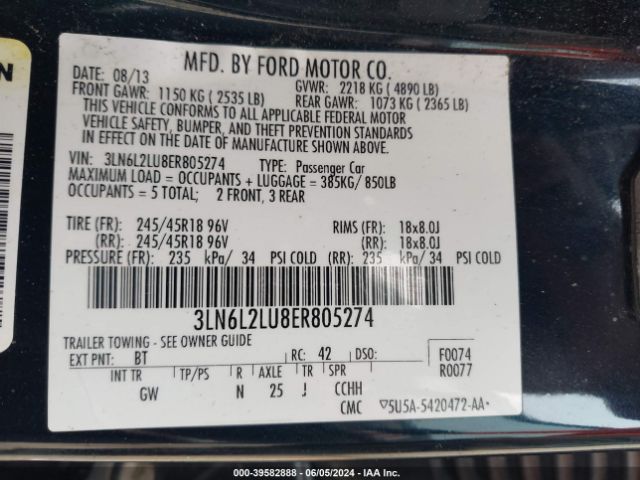 N
MFD. BY FORD MOTOR CO.
DATE: 08/13 GVWR: 2218 KG ( 4890 LB)
FRONT GAWR: 1150 KG ( 2535 LB) REAR GAWR: 1073 KG ( 2365 LB)
THIS VEHICLE CONFORMS TO ALL APPLICABLE FEDERAL MOTOR
VEHICLE SAFETY, BUMPER, AND THEFT PREVENTION STANDARDS
IN EFFECT ON THE DATE OF MANUFACTURE SHOWN ABOVE.
VIN: 3LN6L2LU8ER805274 TYPE: Passenger Car
MAXIMUM LOAD = OCCUPANTS + LUGGAGE = 385KG/ 850LB
OCCUPANTS = 5 TOTAL; 2 FRONT, 3 REAR
TIRE (FR): 245/45R18 96V RIMS (FR): 18x8.0J
(RR): 245/45R18 96V (RR): 18x8.0J
PRESSURE (FR): 235 kPa/ 34 PSI COLD (RR): 235 kPa/ 34 PSI COLD
3LN6L2LU8ER805274
TRAILER TOWING - SEE OWNER GUIDE
EXT PNT: BT RC: 42 DSO: F0074
INT TR TP/PS R AXLE TR SPR R0077
GW N 25 J CCHH
CMC ▽5U5A-5420472-AA•
000-39582888 - 06/05/2024 - IAA Inc.